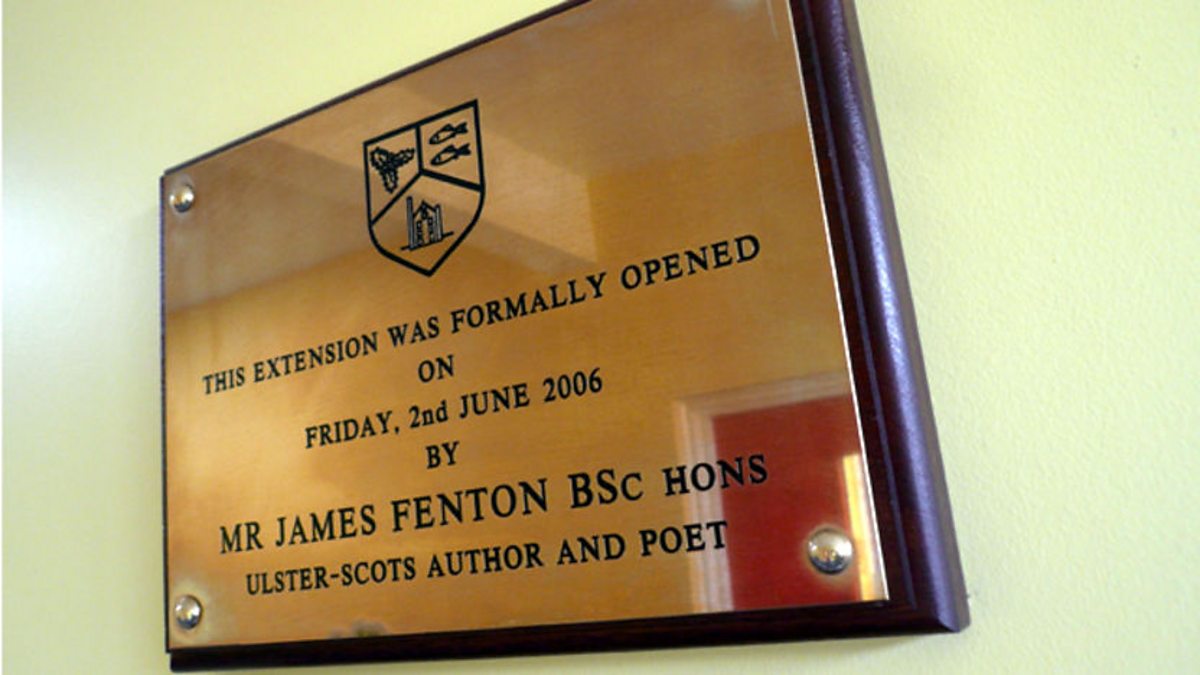 THIS EXTENSION WAS FORMALLY OPENED
ON
FRIDAY, 2nd JUNE 2006
BY
MR JAMES FENTON BSc HONS
ULSTER-SCOTS AUTHOR AND POET